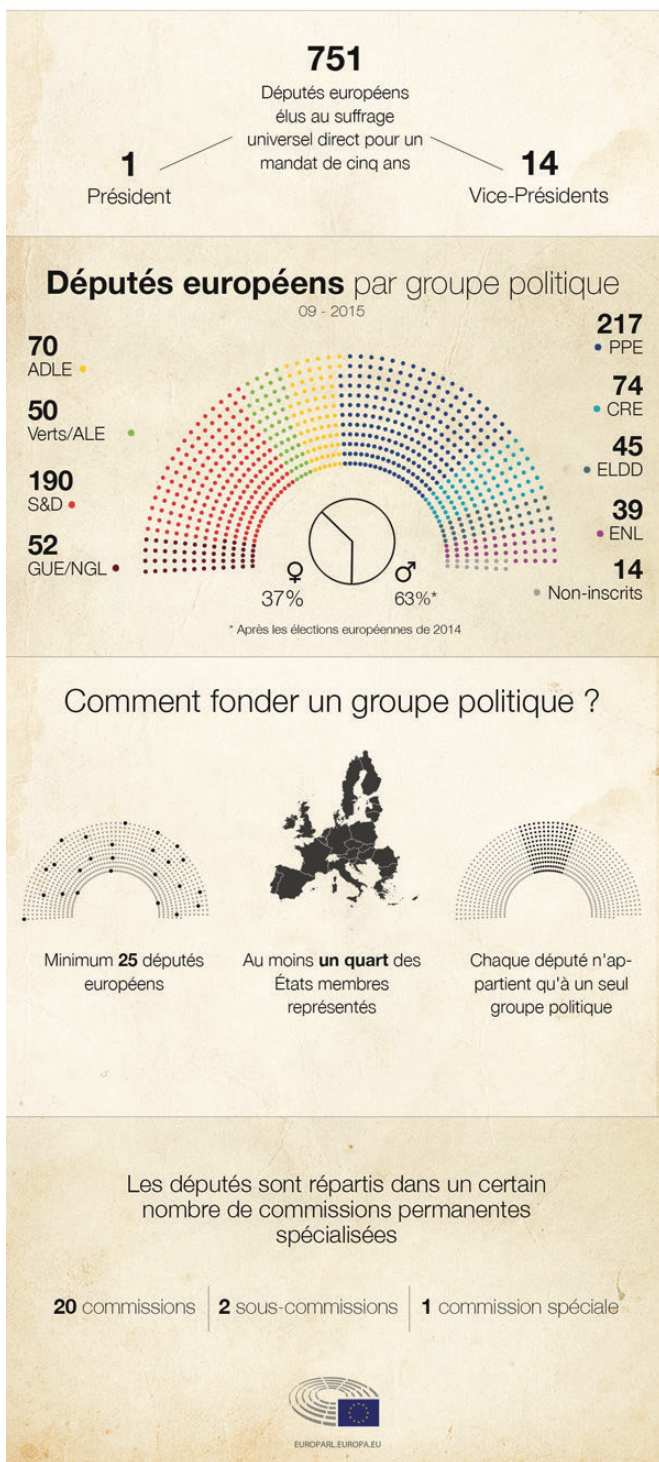 751
Députés européens
élus au suffrage
universel direct pour un
mandat de cinq ans
1
Président
14
Vice-Présidents
Députés européens par groupe politique
09 - 2015
70
ADLE
50
Verts/ALE
190
S&D
52
GUE/NGL
217
PPE
74
CRE
45
ELDD
39
ENL
14
Non-inscrits
♀
37%
♂
63%*
* Après les élections européennes de 2014
Comment fonder un groupe politique ?
Minimum 25 députés
européens
Au moins un quart des
États membres
représentés
Chaque député n'ap-
partient qu'à un seul
groupe politique
Les députés sont répartis dans un certain
nombre de commissions permanentes
spécialisées
20 commissions
2 sous-commissions
1 commission spéciale
EUROPARL.EUROPA.EU